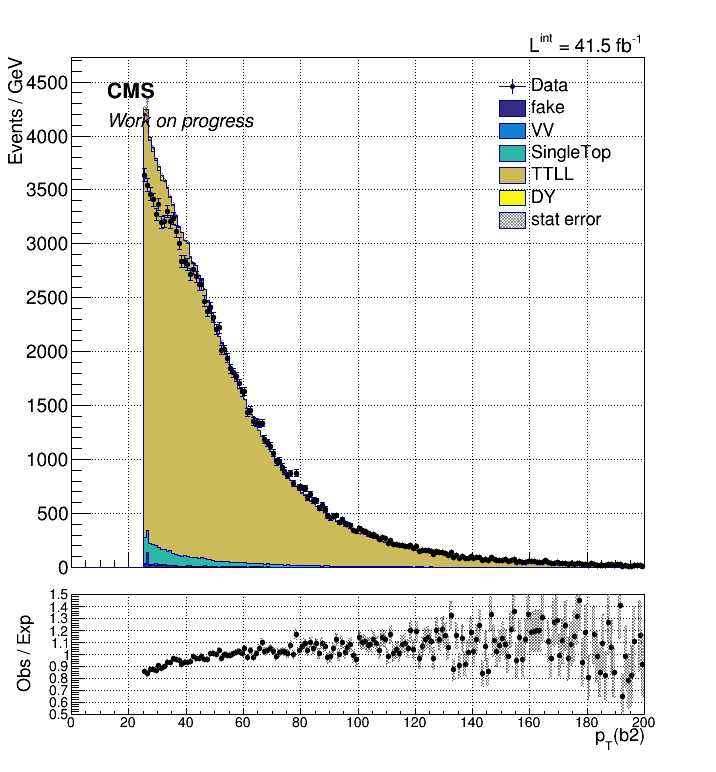 L^int = 41.5 fb^-1
CMS
Work on progress
Events / GeV
4500
4000
3500
3000
2500
2000
1500
1000
500
0
Data
fake
VV
SingleTop
TTLL
DY
stat error
Obs / Exp
1.5
1.4
1.3
1.2
1.1
1
0.9
0.8
0.7
0.6
0.5
0 20 40 60 80 100 120 140 160 180 200
p_T(b2)